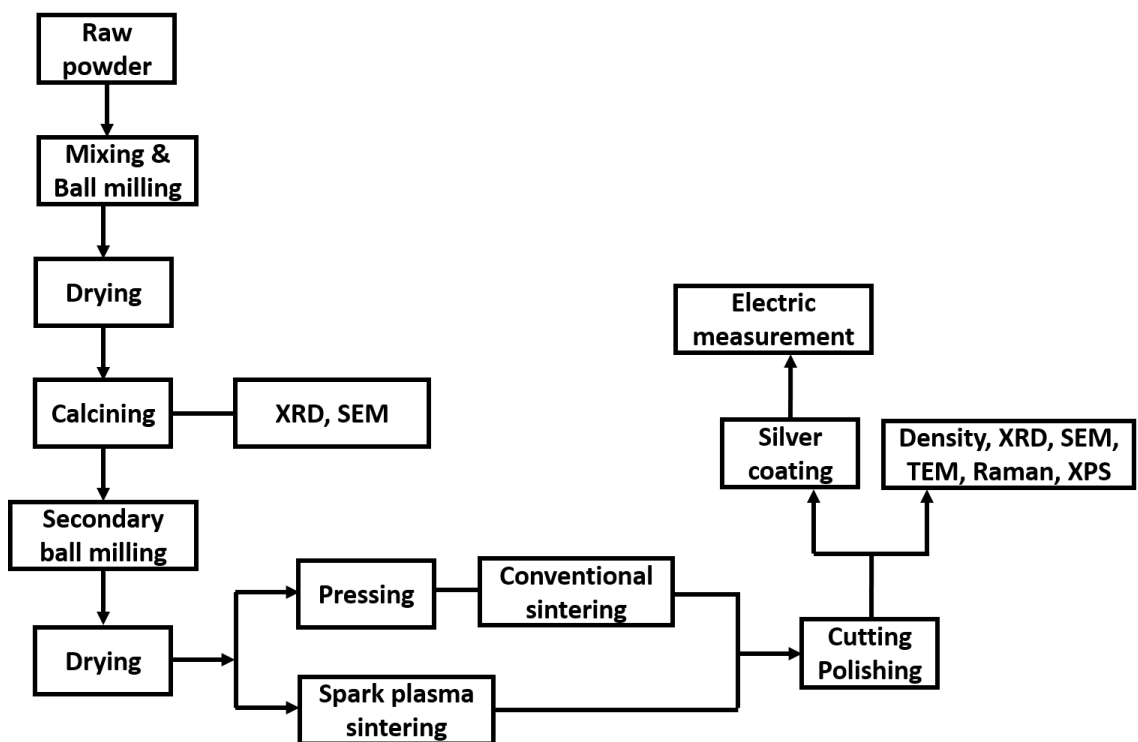 Raw
powder
Mixing &
Ball milling
Drying
Calcining
XRD, SEM
Secondary
ball milling
Drying
Pressing
Conventional
sintering
Spark plasma
sintering
Cutting
Polishing
Silver
coating
Electric
measurement
Density, XRD, SEM,
TEM, Raman, XPS